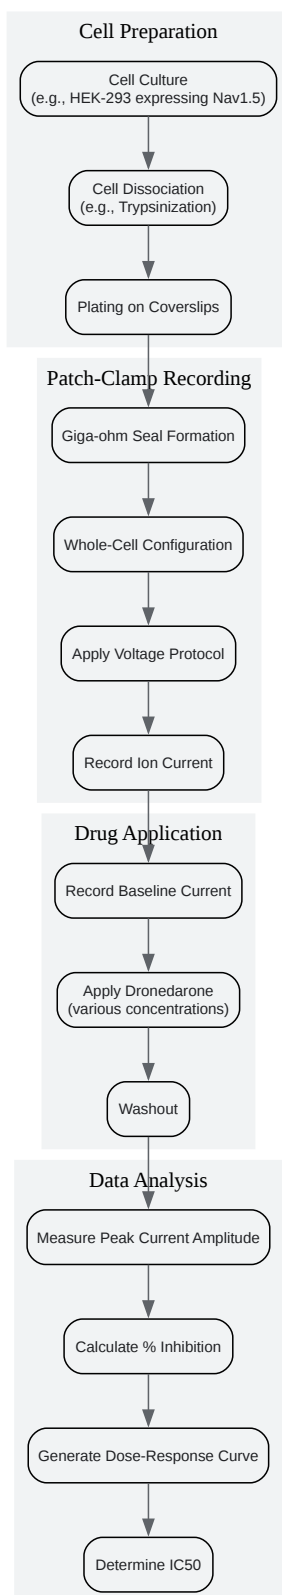 Cell Preparation
Cell Culture
(e.g., HEK-293 expressing Nav1.5)
Cell Dissociation
(e.g., Trypsinization)
Plating on Coverslips
Patch-Clamp Recording
Giga-ohm Seal Formation
Whole-Cell Configuration
Apply Voltage Protocol
Record Ion Current
Drug Application
Record Baseline Current
Apply Dronedarone
(various concentrations)
Washout
Data Analysis
Measure Peak Current Amplitude
Calculate % Inhibition
Generate Dose-Response Curve
Determine IC50